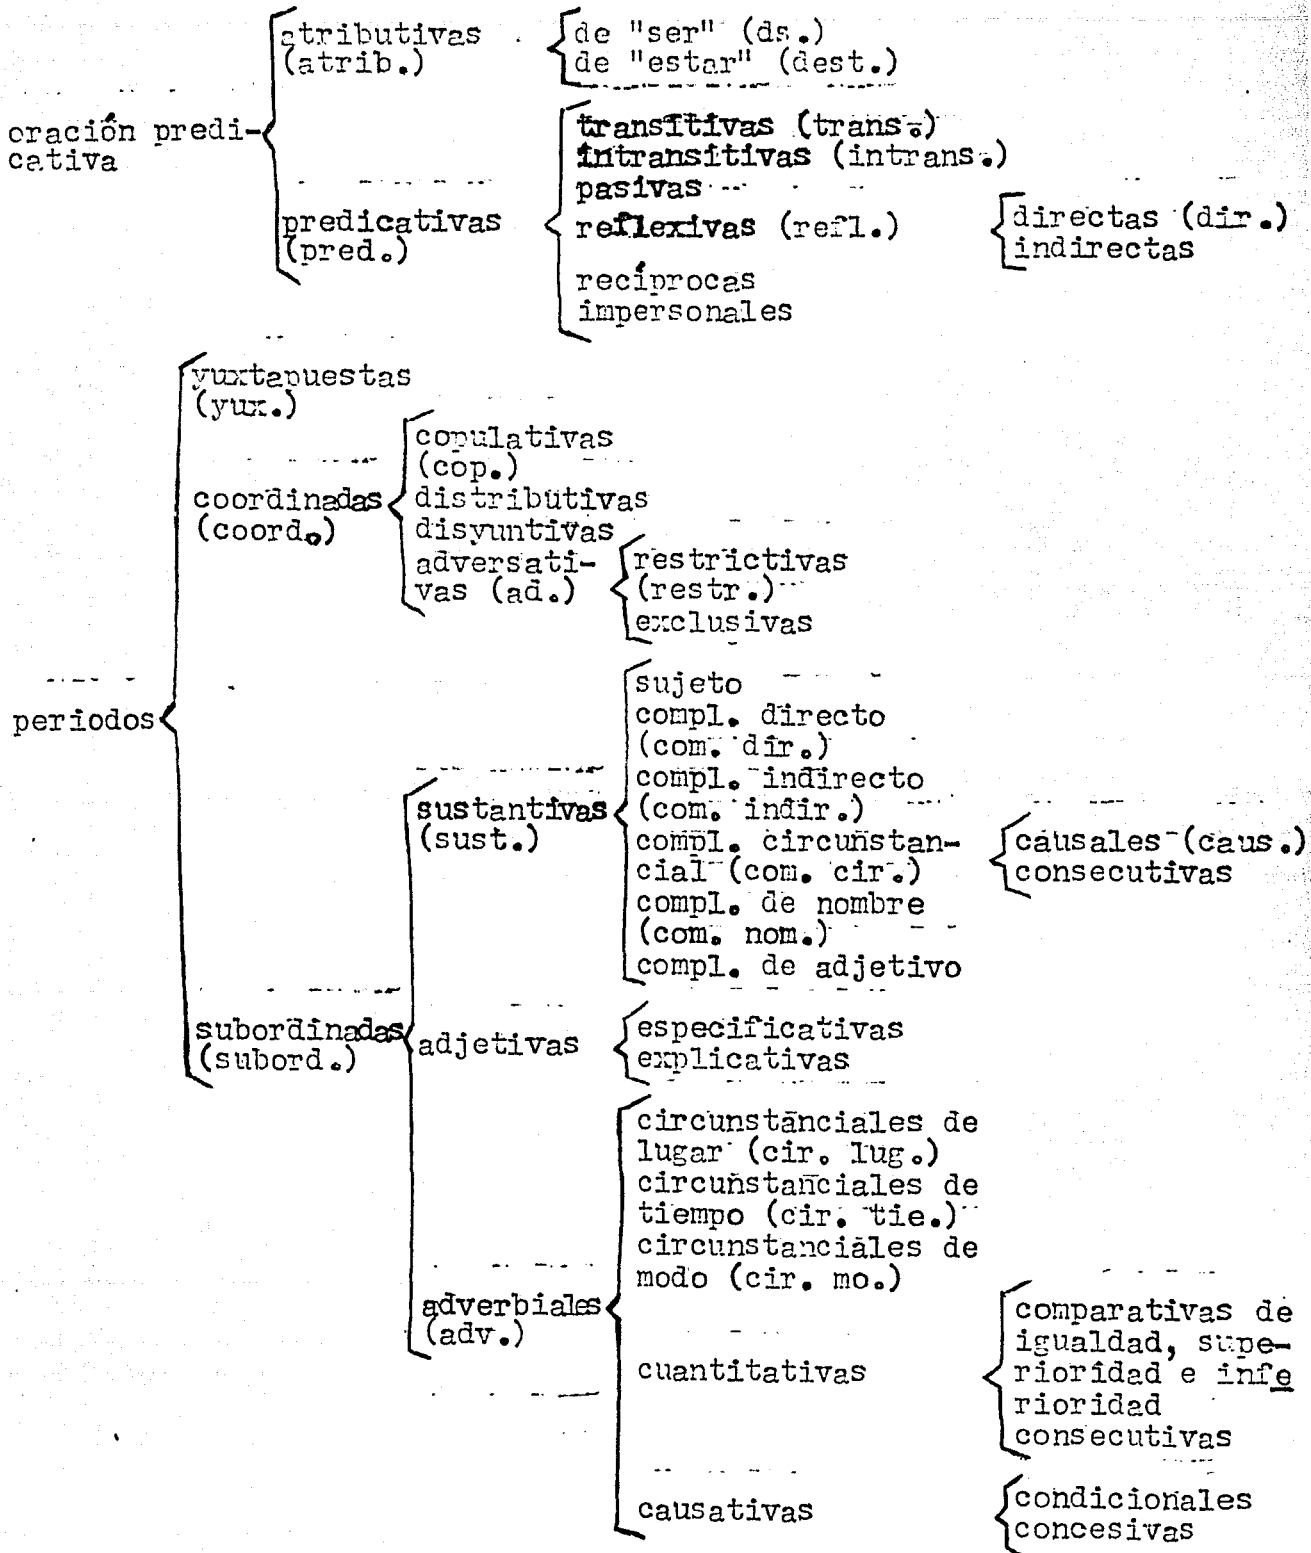 atributivas
(atrib.)
de "ser" (ds.)
de "estar" (dest.)
oración predi-
cativa
predicativas
(pred.)
transitivas (trans.)
intransitivas (intrans.)
pasivas
reflexivas (refl.)
directas (dir.)
indirectas
recíprocas
impersonales
periodos
yuxtapuestas
(yux.)
coordinadas
(coord.)
copulativas
(cop.)
distributivas
disyuntivas
adversati-
vas (ad.)
restrictivas
(restr.)
exclusivas
subordinadas
(subord.)
sustantivas
(sust.)
sujeto
compl. directo
(com. dir.)
compl. indirecto
(com. indir.)
compl. circunstan-
cial (com. cir.)
causales (caus.)
consecutivas
compl. de nombre
(com. nom.)
compl. de adjetivo
adjetivas
especificativas
explicativas
adverbiales
(adv.)
circunstanciales de
lugar (cir. lug.)
circunstanciales de
tiempo (cir. tie.)
circunstanciales de
modo (cir. mo.)
cuantitativas
comparativas de
igualdad, supe-
rioridad e infe
rioridad
consecutivas
causativas
condicionales
concesivas